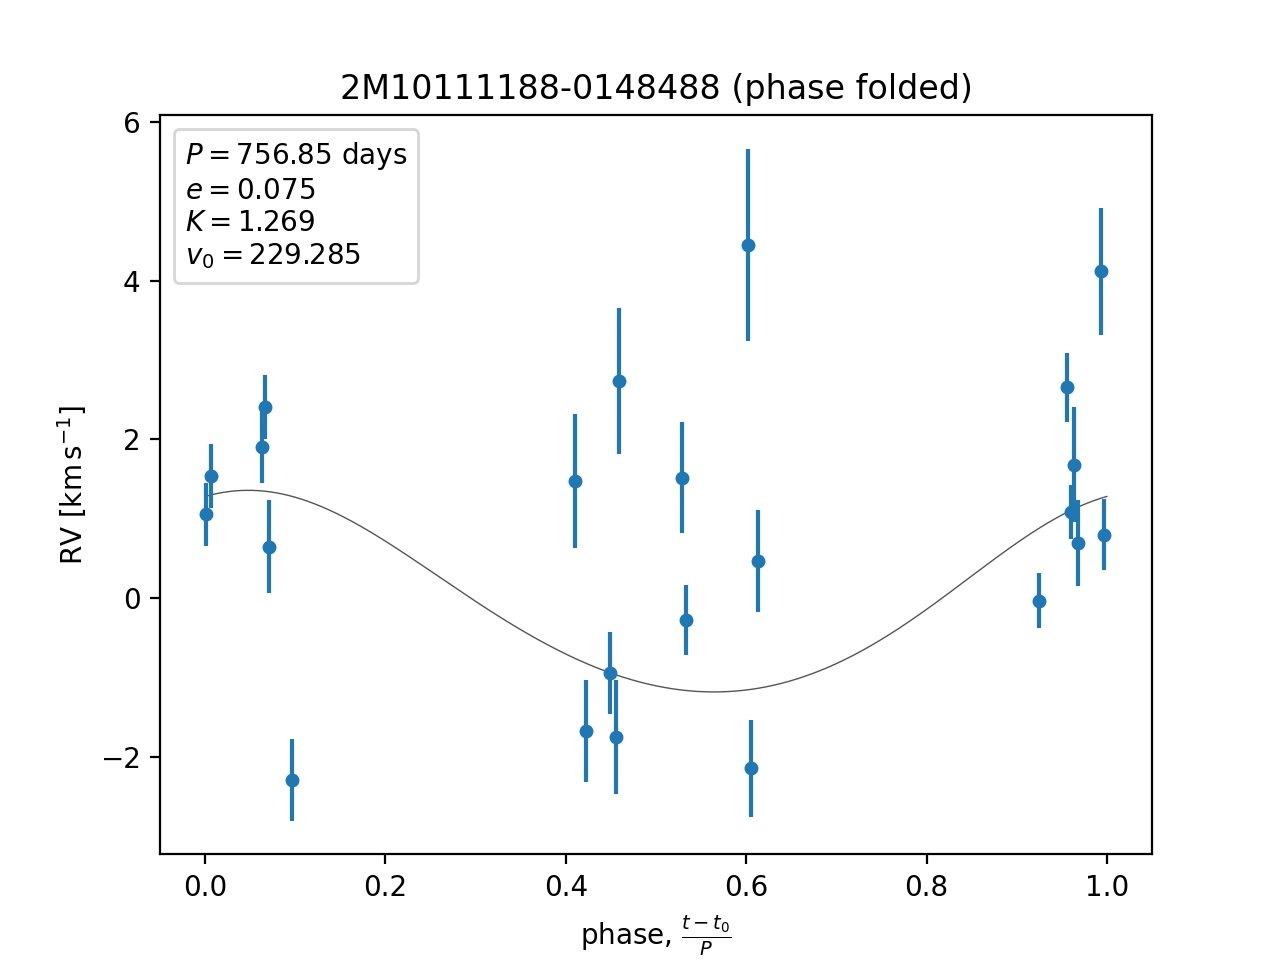 2M10111188-0148488 (phase folded)
P = 756.85 days
e = 0.075
K = 1.269
v₀ = 229.285
6
4
2
0
−2
RV [km s⁻¹]
0.0 0.2 0.4 0.6 0.8 1.0
phase, (t − t₀)/P